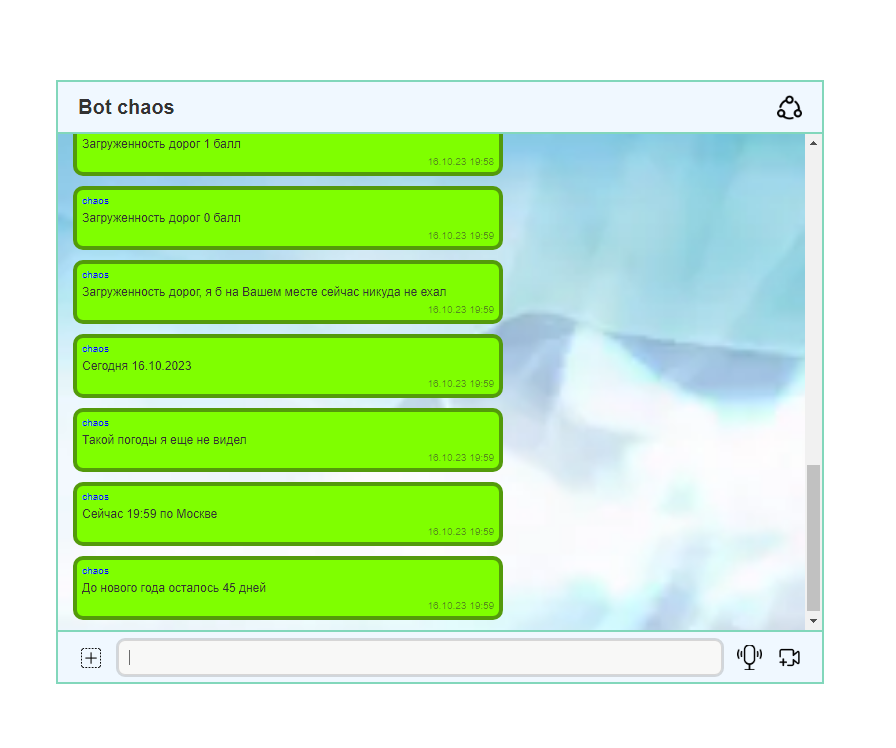 Bot chaos
Загруженность дорог 1 балл
16.10.23 19:58
chaos
Загруженность дорог 0 балл
16.10.23 19:59
chaos
Загруженность дорог, я б на Вашем месте сейчас никуда не ехал
16.10.23 19:59
chaos
Сегодня 16.10.2023
16.10.23 19:59
chaos
Такой погоды я еще не видел
16.10.23 19:59
chaos
Сейчас 19:59 по Москве
16.10.23 19:59
chaos
До нового года осталось 45 дней
16.10.23 19:59